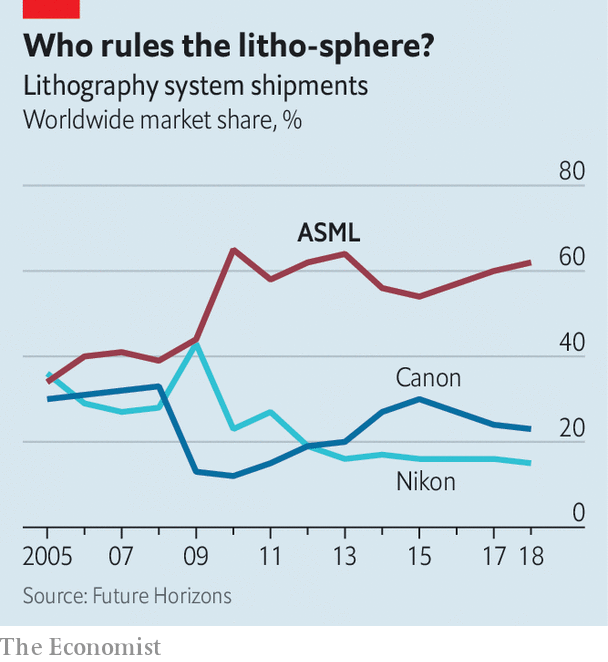 Who rules the litho-sphere?
Lithography system shipments
Worldwide market share, %
80
ASML
60
40
Canon
20
Nikon
0
2005 07 09 11 13 15 17 18
Source: Future Horizons
The Economist